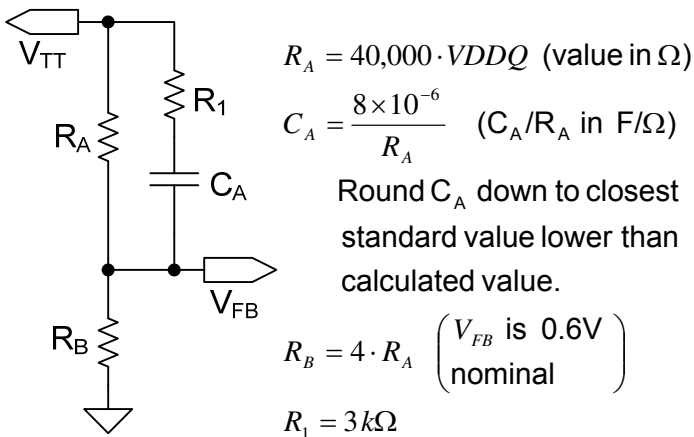 V_TT
R_1
R_A
C_A
V_FB
R_B
R_A = 40,000 · VDDQ (value in Ω)
C_A = 8×10^-6 / R_A (C_A/R_A in F/Ω)
Round C_A down to closest
standard value lower than
calculated value.
R_B = 4 · R_A (V_FB is 0.6V
nominal)
R_1 = 3kΩ